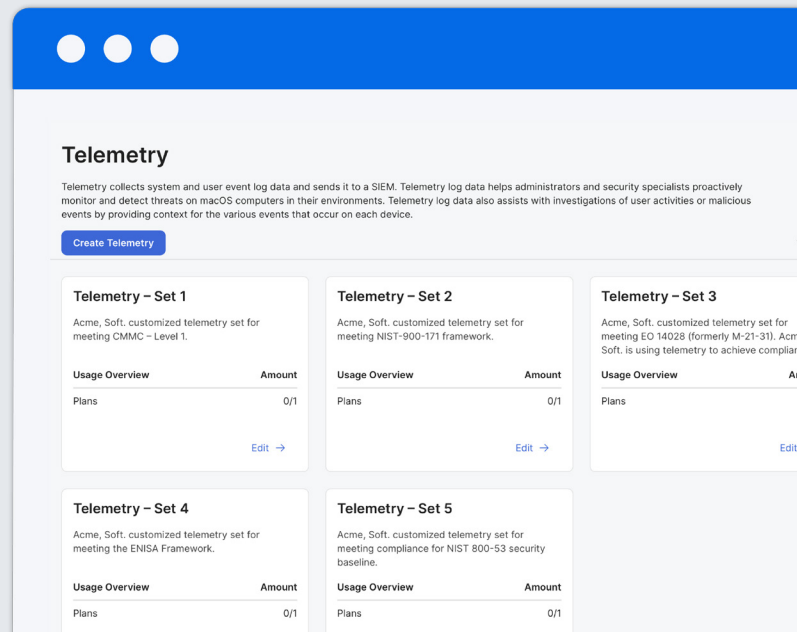 Telemetry
Telemetry collects system and user event log data and sends it to a SIEM. Telemetry log data helps administrators and security specialists proactively
monitor and detect threats on macOS computers in their environments. Telemetry log data also assists with investigations of user activities or malicious
events by providing context for the various events that occur on each device.
Create Telemetry
Telemetry – Set 1
Acme, Soft. customized telemetry set for
meeting CMMC – Level 1.
Usage Overview Amount
Plans 0/1
Edit →
Telemetry – Set 2
Acme, Soft. customized telemetry set for
meeting NIST-900-171 framework.
Usage Overview Amount
Plans 0/1
Edit →
Telemetry – Set 3
Acme, Soft. customized telemetry set for
meeting EO 14028 (formerly M-21-31).
Soft. is using telemetry to achieve
Usage Overview
Plans
Edit
Telemetry – Set 4
Acme, Soft. customized telemetry set for
meeting the ENISA Framework.
Usage Overview Amount
Plans 0/1
Telemetry – Set 5
Acme, Soft. customized telemetry set for
meeting compliance for NIST 800-53 security
baseline.
Usage Overview Amount
Plans 0/1